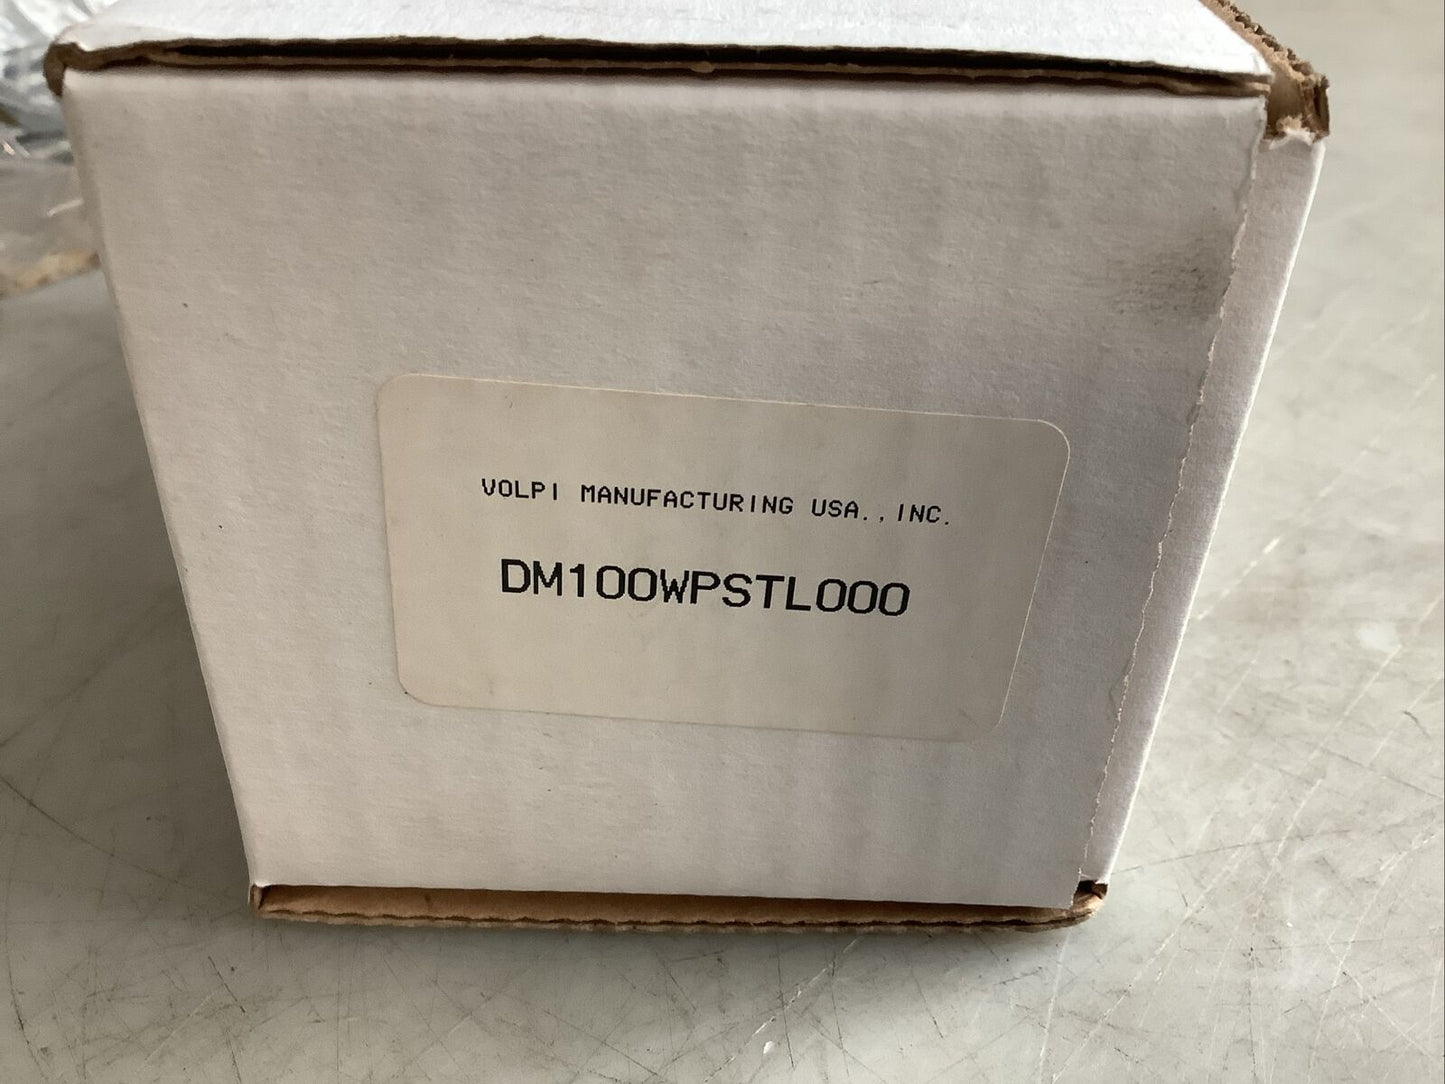 VOLPI MANUFACTURING USA.,INC.
DM100WPSTL000